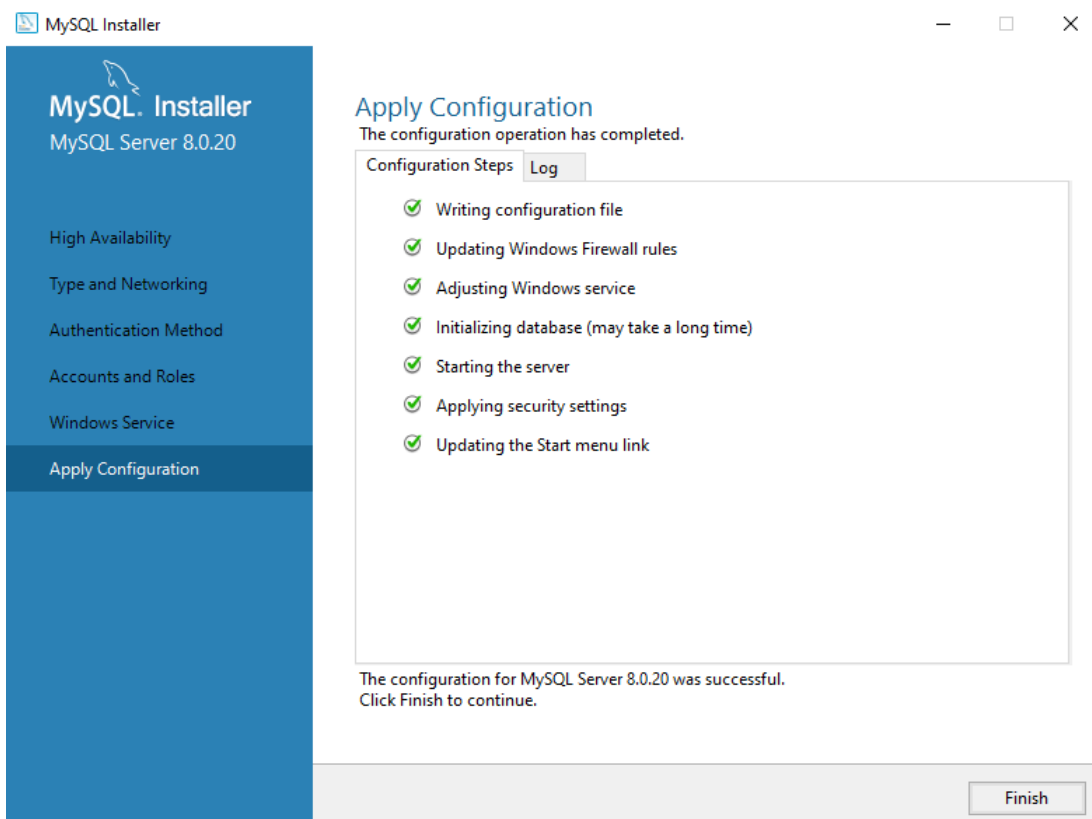 MySQL Installer
MySQL. Installer
MySQL Server 8.0.20
High Availability
Type and Networking
Authentication Method
Accounts and Roles
Windows Service
Apply Configuration
Apply Configuration
The configuration operation has completed.
Configuration Steps
Log
Writing configuration file
Updating Windows Firewall rules
Adjusting Windows service
Initializing database (may take a long time)
Starting the server
Applying security settings
Updating the Start menu link
The configuration for MySQL Server 8.0.20 was successful.
Click Finish to continue.
Finish